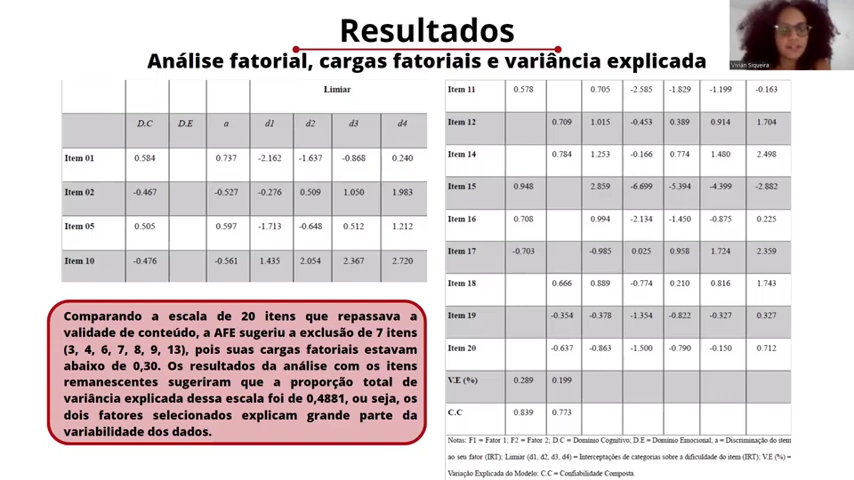 Resultados
Análise fatorial, cargas fatoriais e variância explicada
Vivian Siqueira
Limiar
D.C D.E a d1 d2 d3 d4
Item 01 0.584 0.737 -2.162 -1.637 -0.868 0.240
Item 02 -0.467 -0.527 -0.276 0.509 1.050 1.983
Item 05 0.505 0.597 -1.713 -0.648 0.512 1.212
Item 10 -0.476 -0.561 1.435 2.054 2.367 2.720
Comparando a escala de 20 itens que repassava a
validade de conteúdo, a AFE sugeriu a exclusão de 7 itens
(3, 4, 6, 7, 8, 9, 13), pois suas cargas fatoriais estavam
abaixo de 0,30. Os resultados da análise com os itens
remanescentes sugeriram que a proporção total de
variância explicada dessa escala foi de 0,4881, ou seja, os
dois fatores selecionados explicam grande parte da
variabilidade dos dados.
Item 11 0.578 0.705 -2.585 -1.829 -1.199 -0.163
Item 12 0.709 1.015 -0.453 0.389 0.914 1.704
Item 14 0.784 1.253 -0.166 0.774 1.480 2.498
Item 15 0.948 2.859 -6.699 -5.394 -4.399 -2.882
Item 16 0.708 0.994 -2.134 -1.450 -0.875 0.225
Item 17 -0.703 -0.985 0.025 0.958 1.724 2.359
Item 18 0.666 0.889 -0.774 0.210 0.816 1.743
Item 19 -0.354 -0.378 -1.354 -0.822 -0.327 0.327
Item 20 -0.637 -0.863 -1.500 -0.790 -0.150 0.712
V.E (%) 0.289 0.199
C.C 0.839 0.773
Notas: F1 = Fator 1; F2 = Fator 2; D.C = Domínio Cognitivo; D.E = Domínio Emocional; a = Discriminação do item
ao seu fator (IRT); Limiar (d1, d2, d3, d4) = Interceptações de categorias sobre a dificuldade do item (IRT); V.E (%) =
Variação Explicada do Modelo; C.C = Confiabilidade Composta.